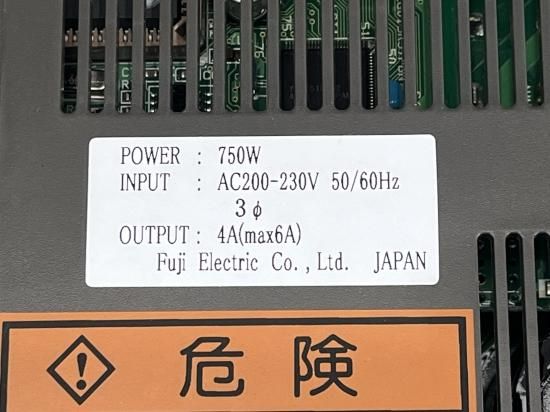 POWER : 750W
INPUT : AC200-230V 50/60Hz
3φ
OUTPUT : 4A(max6A)
Fuji Electric Co., Ltd. JAPAN
危険